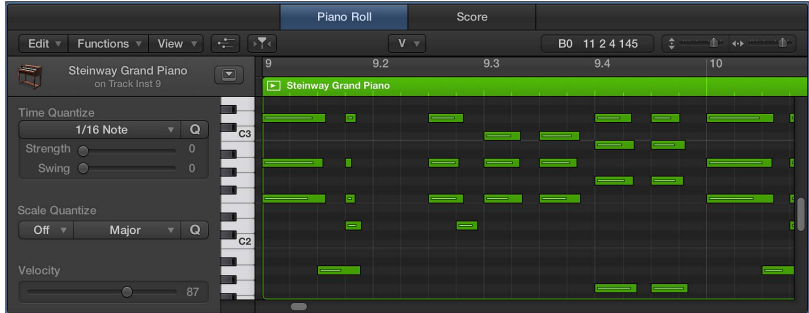 Piano Roll Score
Edit Functions View V B0 11 2 4 145
Steinway Grand Piano
on Track Inst 9
9 9.2 9.3 9.4 10
Steinway Grand Piano
Time Quantize
1/16 Note Q
C3
Strength 0
Swing 0
Scale Quantize
Off Major Q
C2
Velocity
87